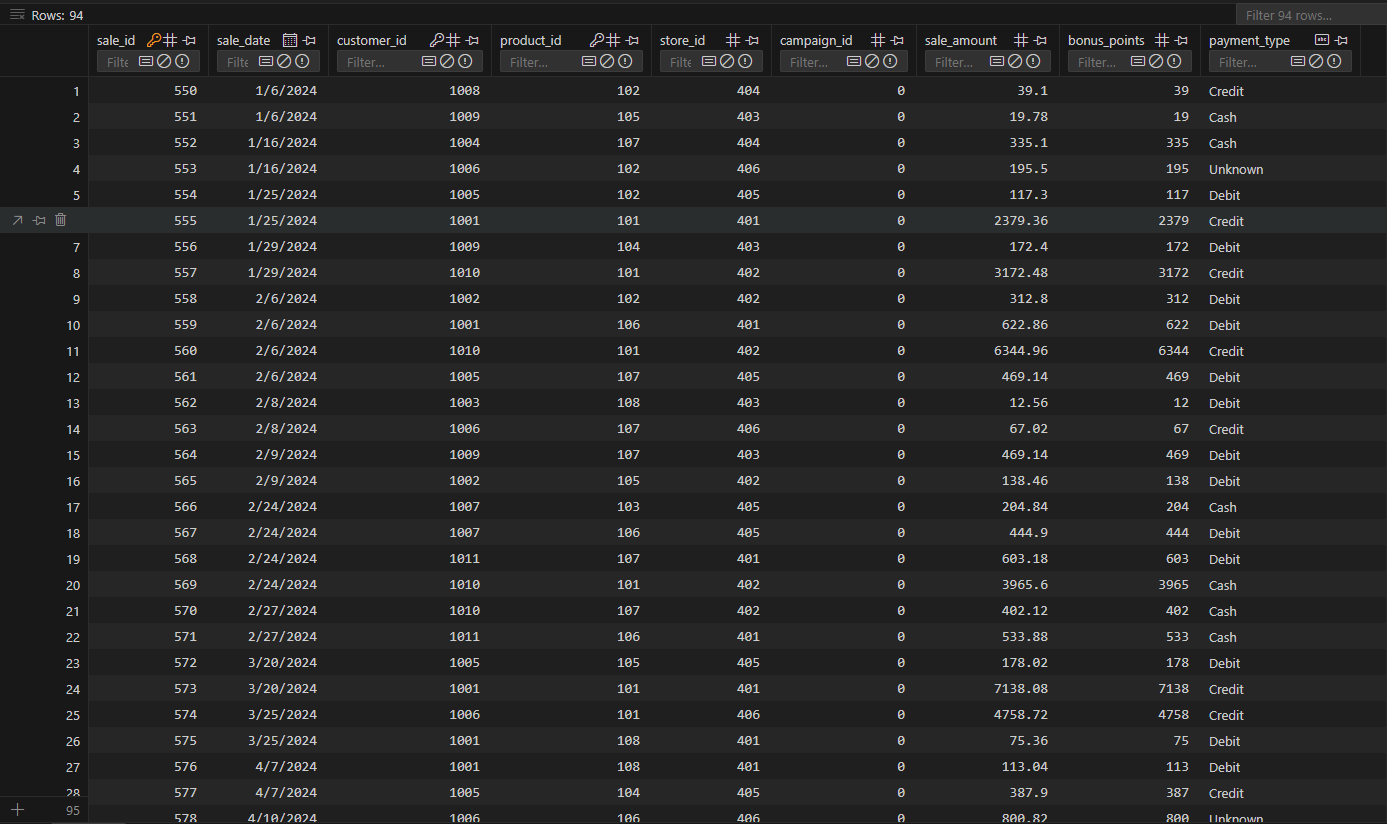 Rows: 94 Filter 94 rows...
sale_id sale_date customer_id product_id store_id campaign_id sale_amount bonus_points payment_type
Filte Filte Filter... Filter... Filte Filter... Filter... Filter... Filter...
1 550 1/6/2024 1008 102 404 0 39.1 39 Credit
2 551 1/6/2024 1009 105 403 0 19.78 19 Cash
3 552 1/16/2024 1004 107 404 0 335.1 335 Cash
4 553 1/16/2024 1006 102 406 0 195.5 195 Unknown
5 554 1/25/2024 1005 102 405 0 117.3 117 Debit
555 1/25/2024 1001 101 401 0 2379.36 2379 Credit
7 556 1/29/2024 1009 104 403 0 172.4 172 Debit
8 557 1/29/2024 1010 101 402 0 3172.48 3172 Credit
9 558 2/6/2024 1002 102 402 0 312.8 312 Debit
10 559 2/6/2024 1001 106 401 0 622.86 622 Debit
11 560 2/6/2024 1010 101 402 0 6344.96 6344 Credit
12 561 2/6/2024 1005 107 405 0 469.14 469 Debit
13 562 2/8/2024 1003 108 403 0 12.56 12 Debit
14 563 2/8/2024 1006 107 406 0 67.02 67 Credit
15 564 2/9/2024 1009 107 403 0 469.14 469 Debit
16 565 2/9/2024 1002 105 402 0 138.46 138 Debit
17 566 2/24/2024 1007 103 405 0 204.84 204 Cash
18 567 2/24/2024 1007 106 405 0 444.9 444 Debit
19 568 2/24/2024 1011 107 401 0 603.18 603 Debit
20 569 2/24/2024 1010 101 402 0 3965.6 3965 Cash
21 570 2/27/2024 1010 107 402 0 402.12 402 Cash
22 571 2/27/2024 1011 106 401 0 533.88 533 Cash
23 572 3/20/2024 1005 105 405 0 178.02 178 Debit
24 573 3/20/2024 1001 101 401 0 7138.08 7138 Credit
25 574 3/25/2024 1006 101 406 0 4758.72 4758 Credit
26 575 3/25/2024 1001 108 401 0 75.36 75 Debit
27 576 4/7/2024 1001 108 401 0 113.04 113 Debit
28 577 4/7/2024 1005 104 405 0 387.9 387 Credit
95 578 4/10/2024 1006 106 406 0 800.82 800 Unknown